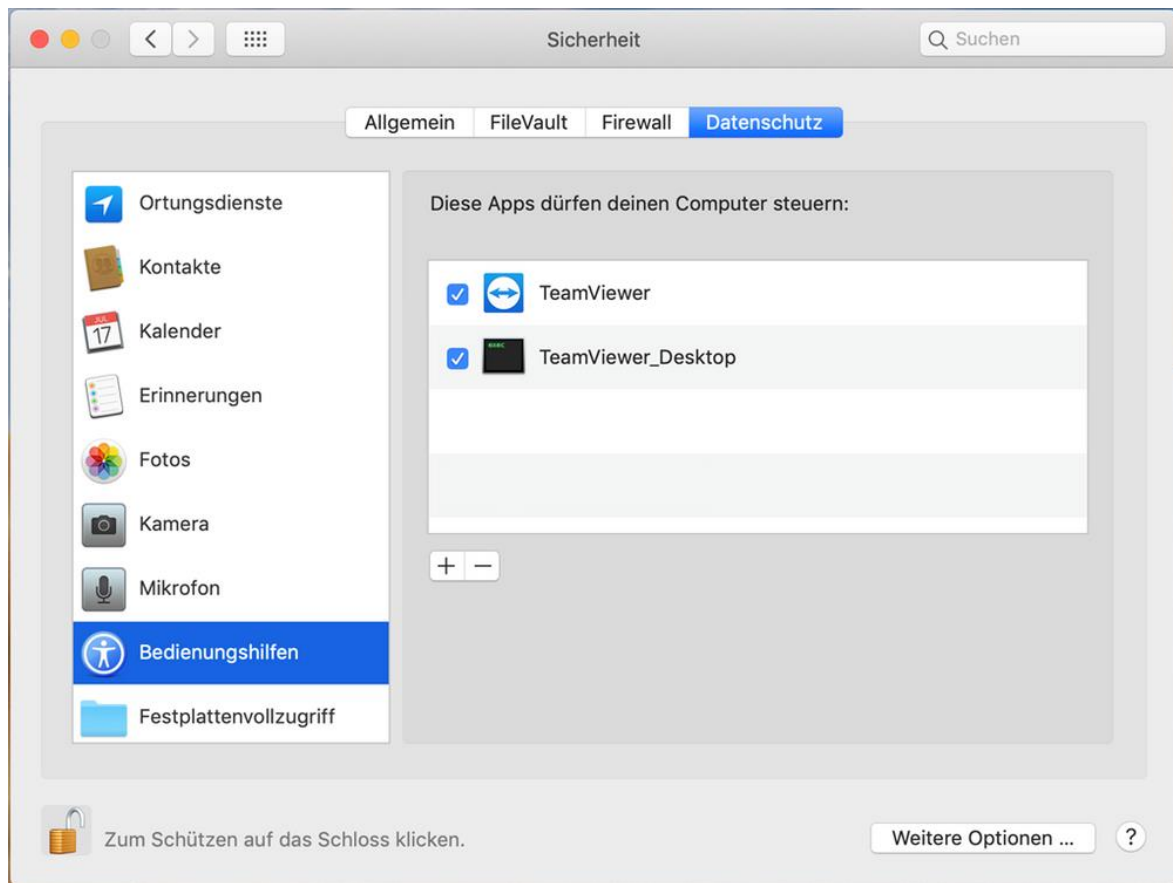 Sicherheit
Suchen
Allgemein
FileVault
Firewall
Datenschutz
Ortungsdienste
Kontakte
JUL
17
Kalender
Erinnerungen
Fotos
Kamera
Mikrofon
Bedienungshilfen
Festplattenvollzugriff
Diese Apps dürfen deinen Computer steuern:
TeamViewer
exec
TeamViewer_Desktop
Zum Schützen auf das Schloss klicken.
Weitere Optionen ...
?